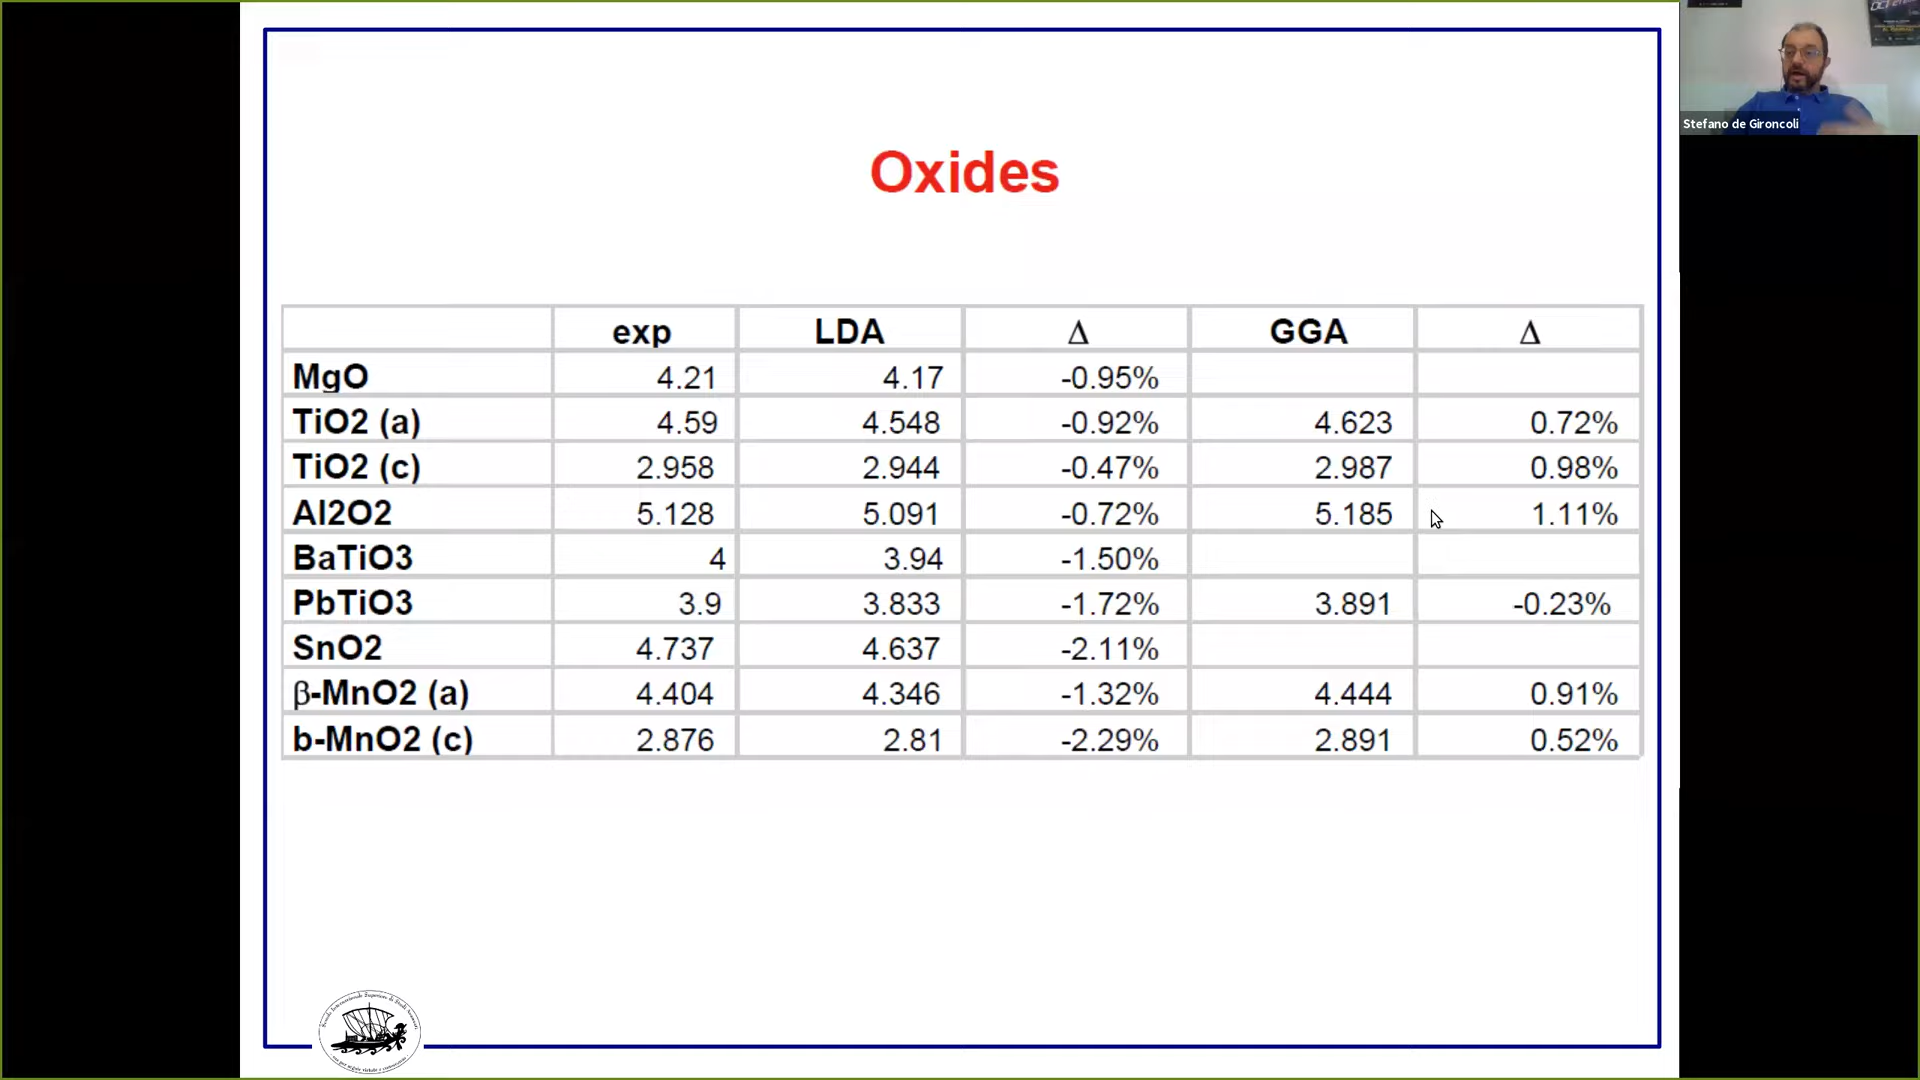 Oxides
exp LDA Δ GGA Δ
MgO 4.21 4.17 -0.95%
TiO2 (a) 4.59 4.548 -0.92% 4.623 0.72%
TiO2 (c) 2.958 2.944 -0.47% 2.987 0.98%
Al2O2 5.128 5.091 -0.72% 5.185 1.11%
BaTiO3 4 3.94 -1.50%
PbTiO3 3.9 3.833 -1.72% 3.891 -0.23%
SnO2 4.737 4.637 -2.11%
β-MnO2 (a) 4.404 4.346 -1.32% 4.444 0.91%
b-MnO2 (c) 2.876 2.81 -2.29% 2.891 0.52%
Stefano de Gironcoli